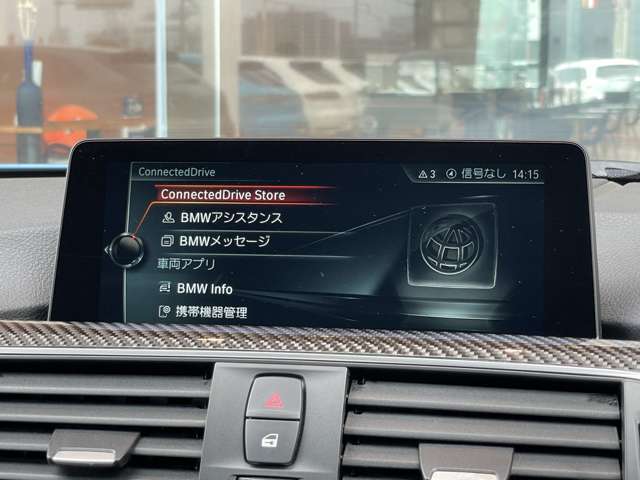 ConnectedDrive
3 信号なし 14:15
ConnectedDrive Store
BMWアシスタンス
BMWメッセージ
車両アプリ
BMW Info
携帯機器管理